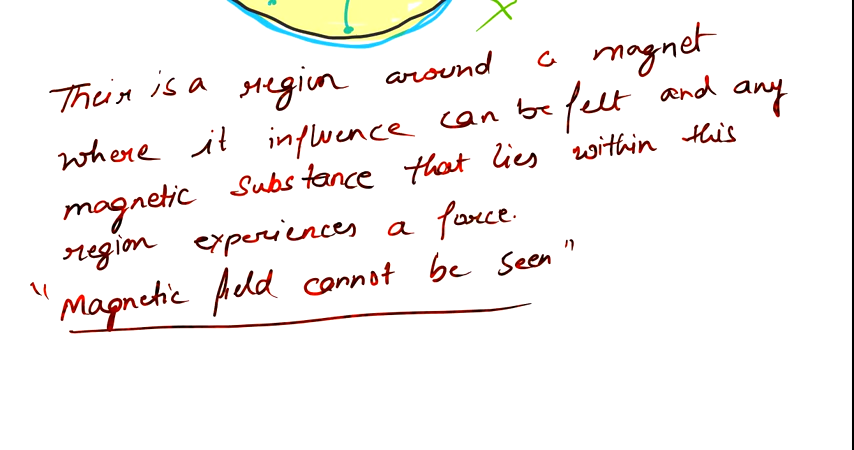 Their is a region around a magnet
where it influence can be felt and any
magnetic substance that lies within this
region experiences a force.
"Magnetic field cannot be seen"